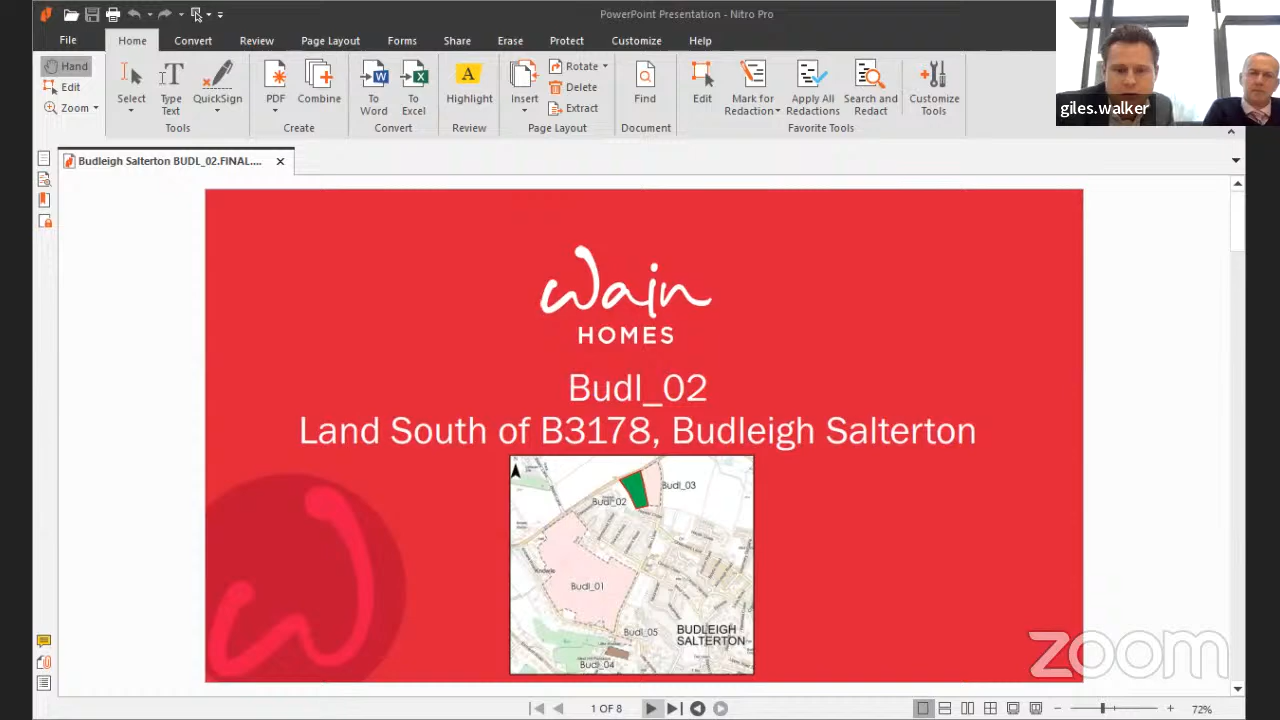 PowerPoint Presentation - Nitro Pro
File
Home
Convert
Review
Page Layout
Forms
Share
Erase
Protect
Customize
Help
Hand
Edit
Zoom
Select
Type Text
QuickSign
Tools
PDF
Combine
Create
To Word
To Excel
Convert
Highlight
Review
Insert
Rotate
Delete
Extract
Page Layout
Find
Document
Edit
Mark for Redaction
Apply All Redactions
Search and Redact
Favorite Tools
Customize Tools
giles.walker
Budleigh Salterton BUDL_02.FINAL....
Wain
HOMES
Budl_02
Land South of B3178, Budleigh Salterton
Budl_03
Budl_02
Knowle
Budl_01
Budl_05
BUDLEIGH
SALTERTON
Budl_04
zoom
1 OF 8
72%